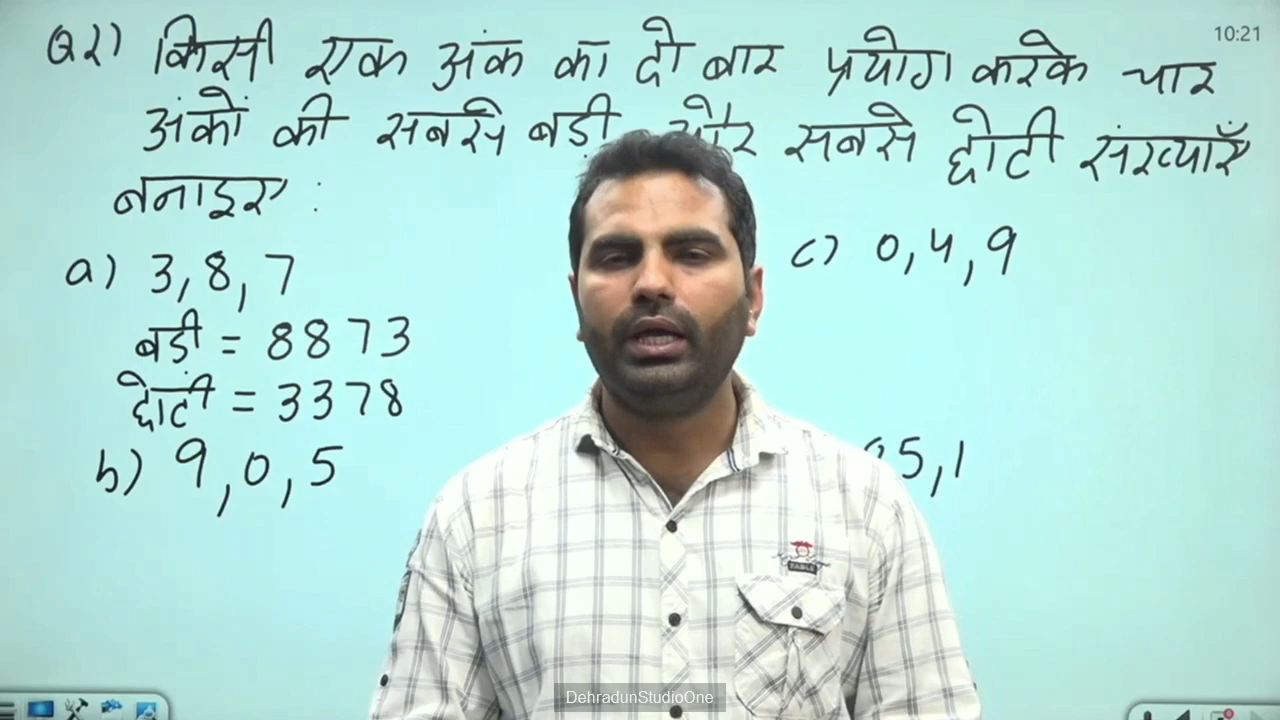 10:21
Q2) किसी एक अंक का दो बार प्रयोग करके चार
अंकों की सबसे बड़ी और सबसे छोटी संख्याएँ
बनाइए :
a) 3, 8, 7
c) 0, 4, 9
बड़ी = 8873
छोटी = 3378
b) 9, 0, 5
5, 1
DehradunStudioOne